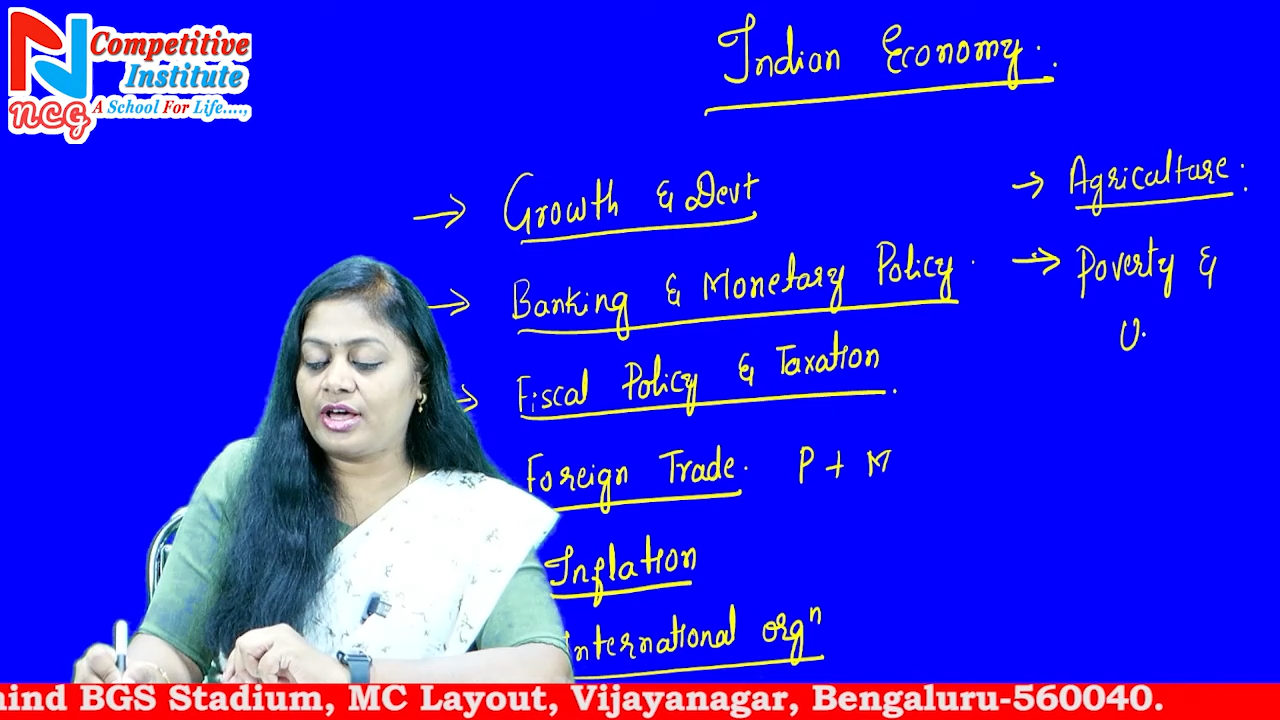 Competitive
Institute
NCG A School For Life....,
Indian Economy.
→ Growth & Devt
→ Banking & Monetary Policy.
→ Fiscal Policy & Taxation.
Foreign Trade. P + M
Inflation
International orgⁿ
→ Agriculture.
→ Poverty &
U.
hind BGS Stadium, MC Layout, Vijayanagar, Bengaluru-560040.